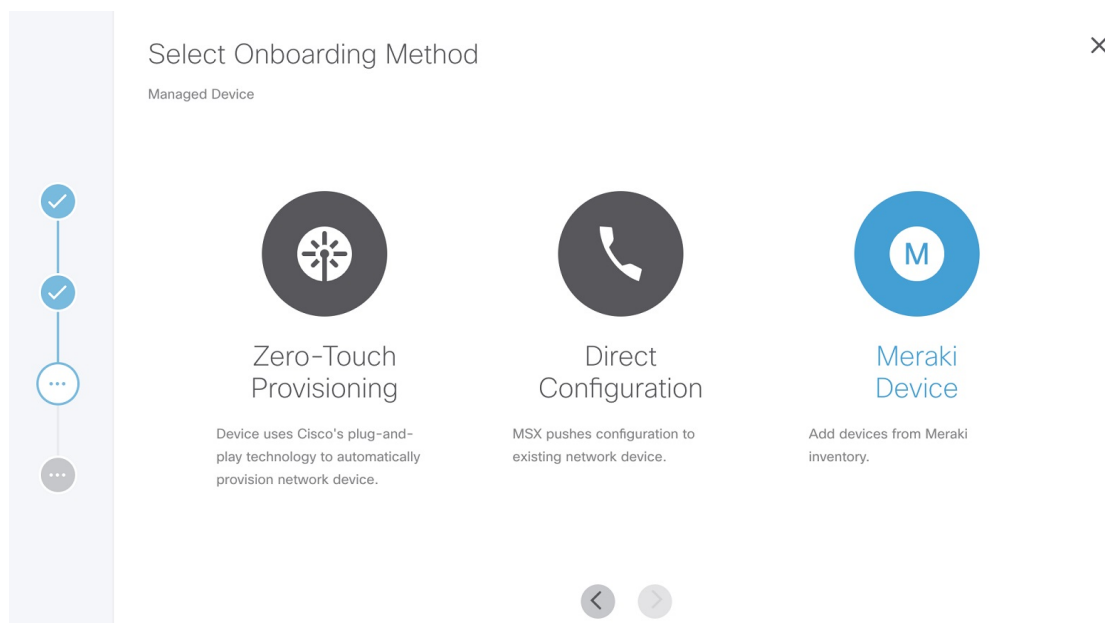 Select Onboarding Method
Managed Device
Zero-Touch
Provisioning
Device uses Cisco's plug-and-
play technology to automatically
provision network device.
Direct
Configuration
MSX pushes configuration to
existing network device.
M
Meraki
Device
Add devices from Meraki
inventory.